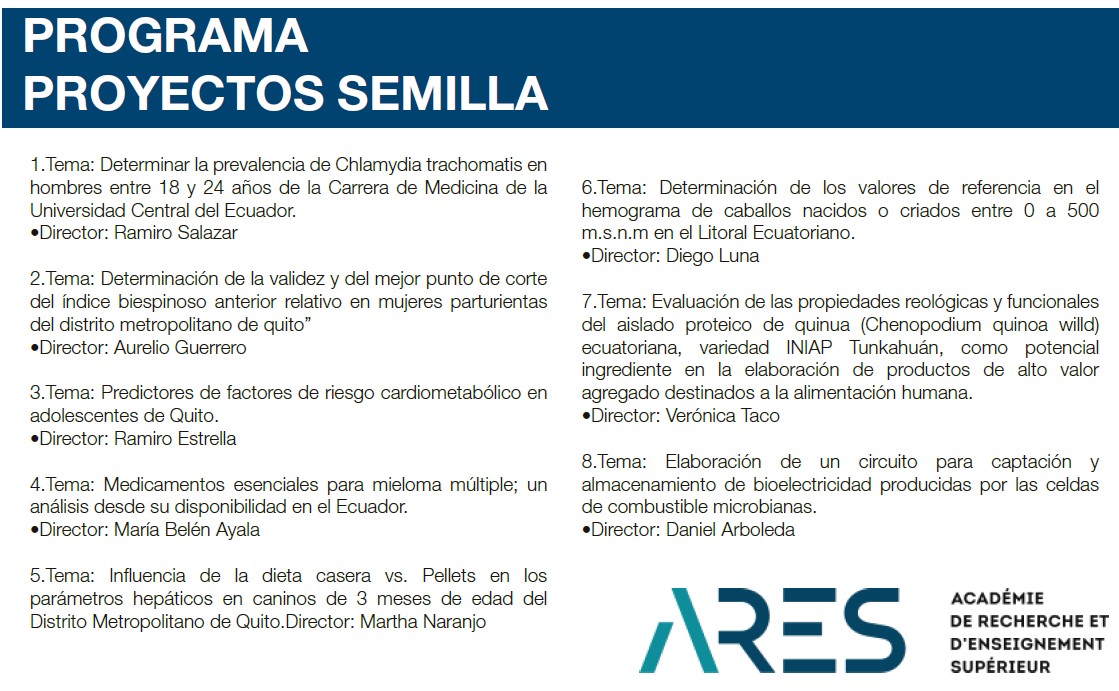 PROGRAMA
PROYECTOS SEMILLA
1.Tema: Determinar la prevalencia de Chlamydia trachomatis en
hombres entre 18 y 24 años de la Carrera de Medicina de la
Universidad Central del Ecuador.
•Director: Ramiro Salazar
2.Tema: Determinación de la validez y del mejor punto de corte
del índice biespinoso anterior relativo en mujeres parturientas
del distrito metropolitano de quito”
•Director: Aurelio Guerrero
3.Tema: Predictores de factores de riesgo cardiometabólico en
adolescentes de Quito.
•Director: Ramiro Estrella
4.Tema: Medicamentos esenciales para mieloma múltiple; un
análisis desde su disponibilidad en el Ecuador.
•Director: María Belén Ayala
5.Tema: Influencia de la dieta casera vs. Pellets en los
parámetros hepáticos en caninos de 3 meses de edad del
Distrito Metropolitano de Quito.Director: Martha Naranjo
6.Tema: Determinación de los valores de referencia en el
hemograma de caballos nacidos o criados entre 0 a 500
m.s.n.m en el Litoral Ecuatoriano.
•Director: Diego Luna
7.Tema: Evaluación de las propiedades reológicas y funcionales
del aislado proteico de quinua (Chenopodium quinoa willd)
ecuatoriana, variedad INIAP Tunkahuán, como potencial
ingrediente en la elaboración de productos de alto valor
agregado destinados a la alimentación humana.
•Director: Verónica Taco
8.Tema: Elaboración de un circuito para captación y
almacenamiento de bioelectricidad producidas por las celdas
de combustible microbianas.
•Director: Daniel Arboleda
ARES
ACADÉMIE
DE RECHERCHE ET
D'ENSEIGNEMENT
SUPÉRIEUR